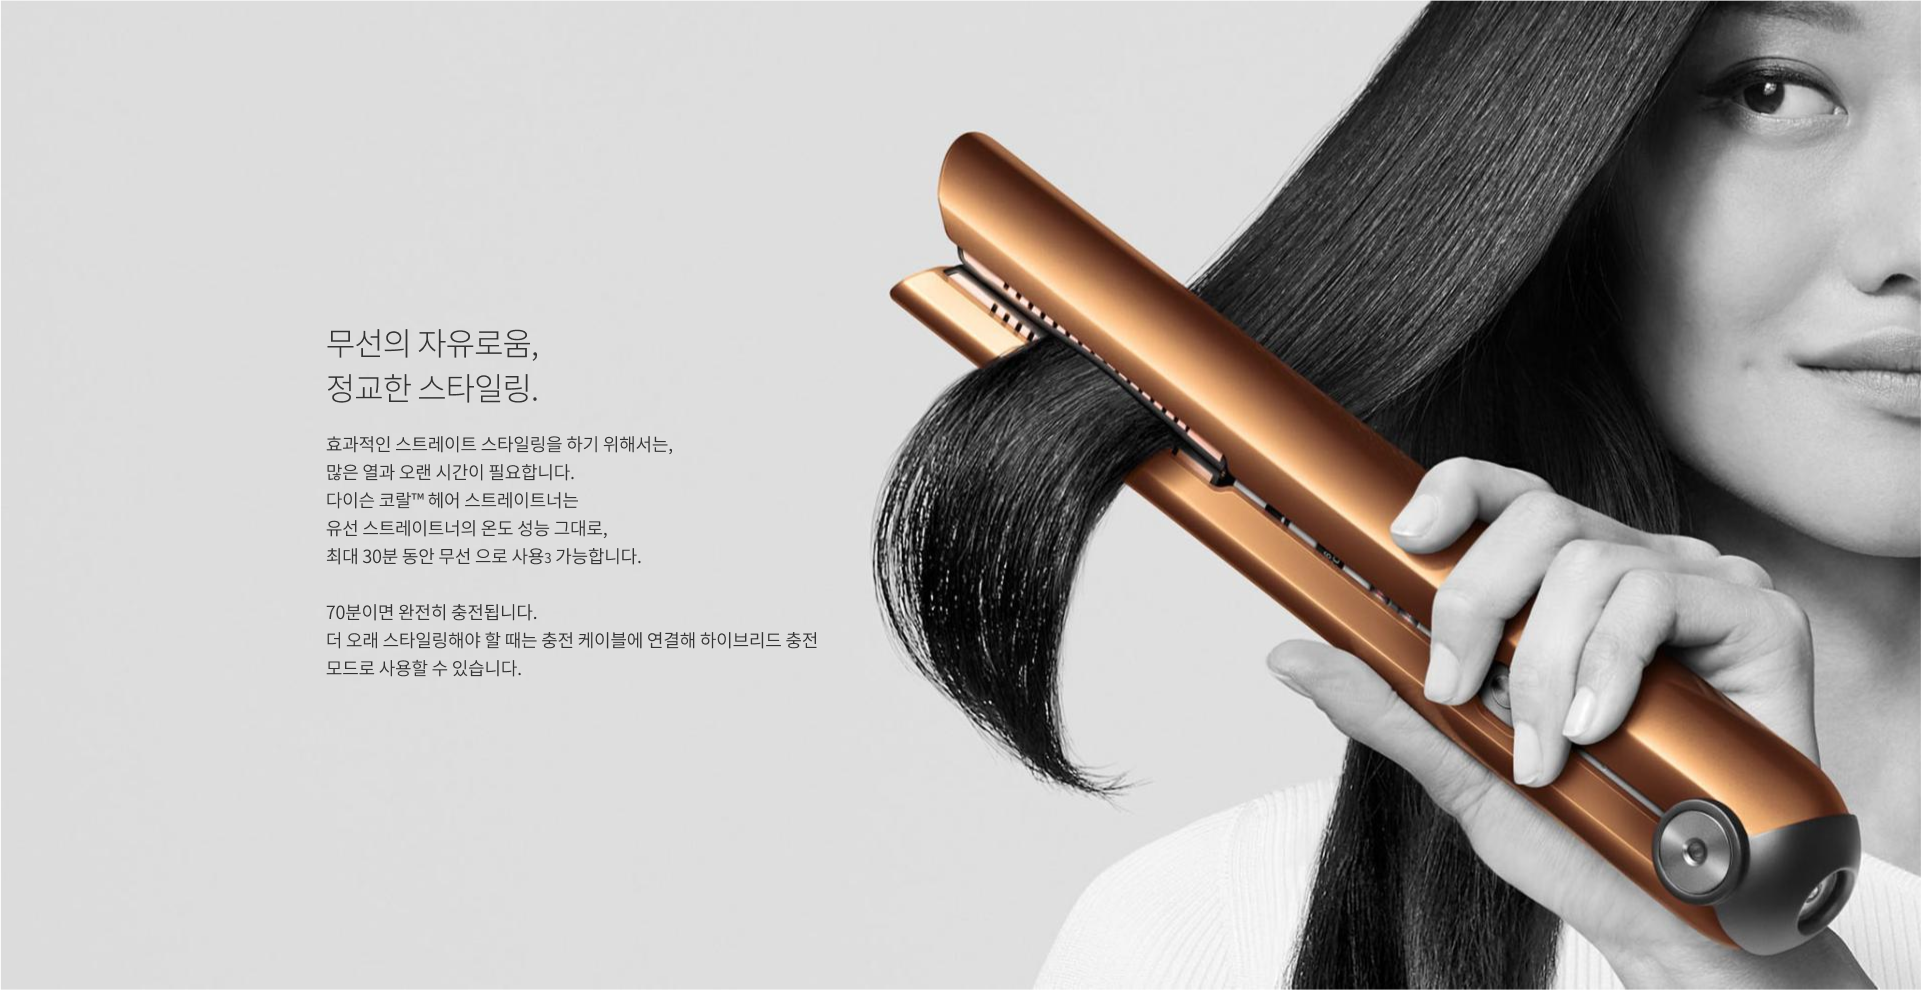 무선의 자유로움,
정교한 스타일링.
효과적인 스트레이트 스타일링을 하기 위해서는,
많은 열과 오랜 시간이 필요합니다.
다이슨 코랄™ 헤어 스트레이트너는
유선 스트레이트너의 온도 성능 그대로,
최대 30분 동안 무선 으로 사용3 가능합니다.
70분이면 완전히 충전됩니다.
더 오래 스타일링해야 할 때는 충전 케이블에 연결해 하이브리드 충전
모드로 사용할 수 있습니다.